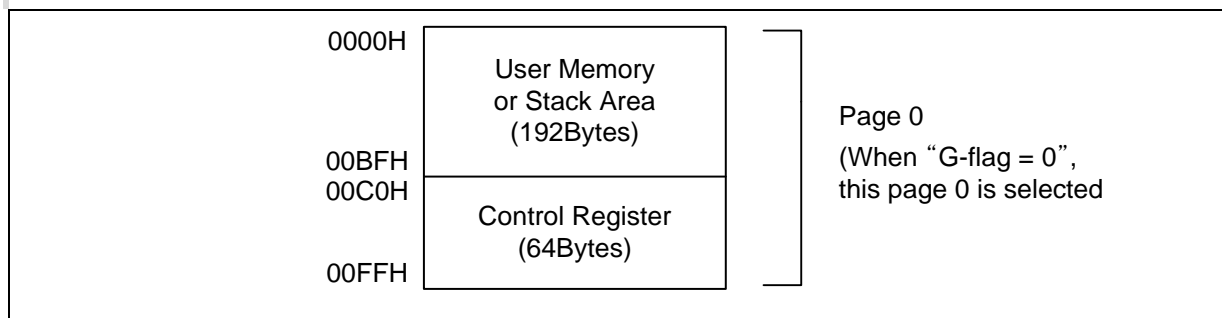 0000H
User Memory
or Stack Area
(192Bytes)
00BFH
00C0H
Control Register
(64Bytes)
00FFH
Page 0
(When “G-flag = 0”,
this page 0 is selected